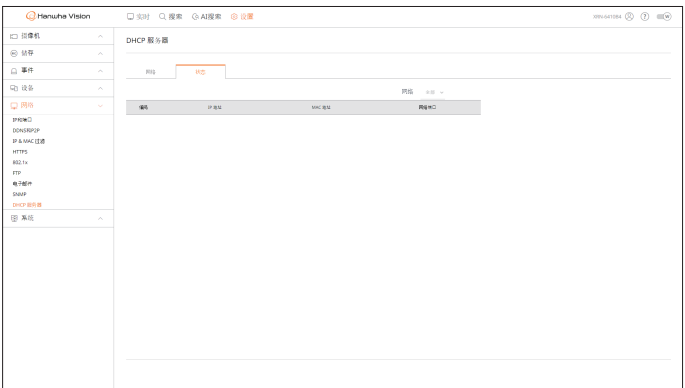 Hanwha Vision
实时 搜索 AI搜索 设置
摄像机
储存
事件
设备
网络
IP和端口
DDNS和P2P
IP & MAC 过滤
HTTPS
802.1x
FTP
电子邮件
SNMP
DHCP 服务器
系统
DHCP 服务器
网络 状态
网络 全部
编码 IP 地址 MAC 地址 网络端口